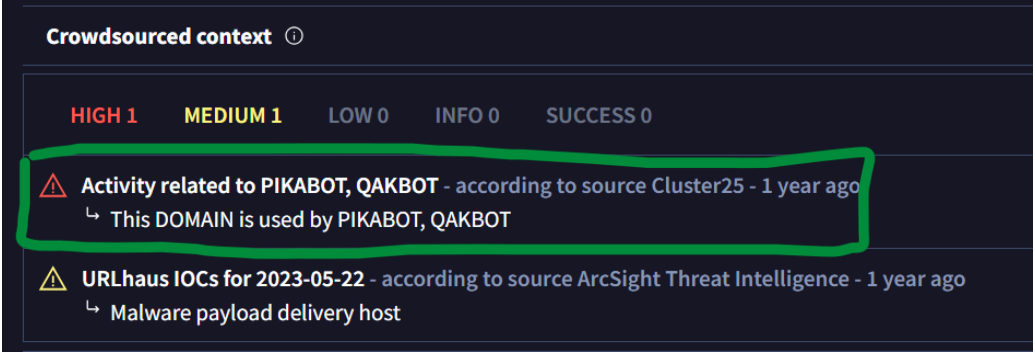 Crowdsourced context
HIGH 1 MEDIUM 1 LOW 0 INFO 0 SUCCESS 0
Activity related to PIKABOT, QAKBOT - according to source Cluster25 - 1 year ago
This DOMAIN is used by PIKABOT, QAKBOT
URLhaus IOCs for 2023-05-22 - according to source ArcSight Threat Intelligence - 1 year ago
Malware payload delivery host